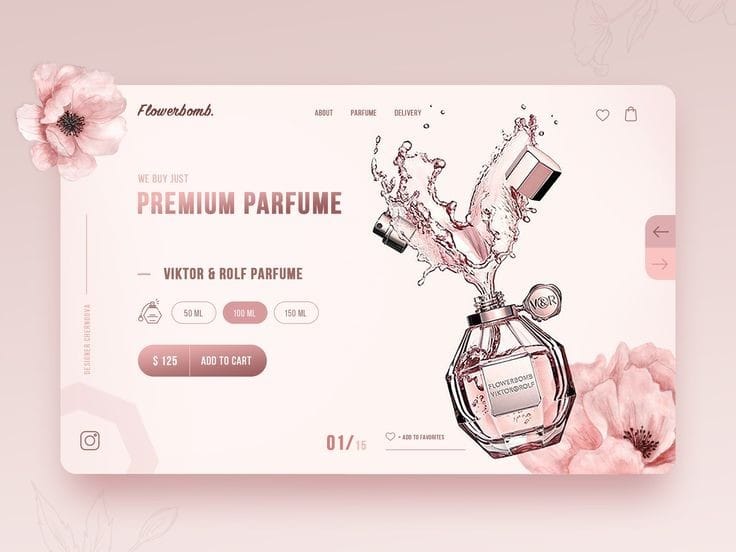 Flowerbomb.
ABOUT
PARFUME
DELIVERY
WE BUY JUST
PREMIUM PARFUME
VIKTOR & ROLF PARFUME
50 ML
100 ML
150 ML
$ 125
ADD TO CART
DESIGNER CHERNOOVA
V&R
FLOWERBOMB
VIKTOR&ROLF
01/15
+ ADD TO FAVORITES